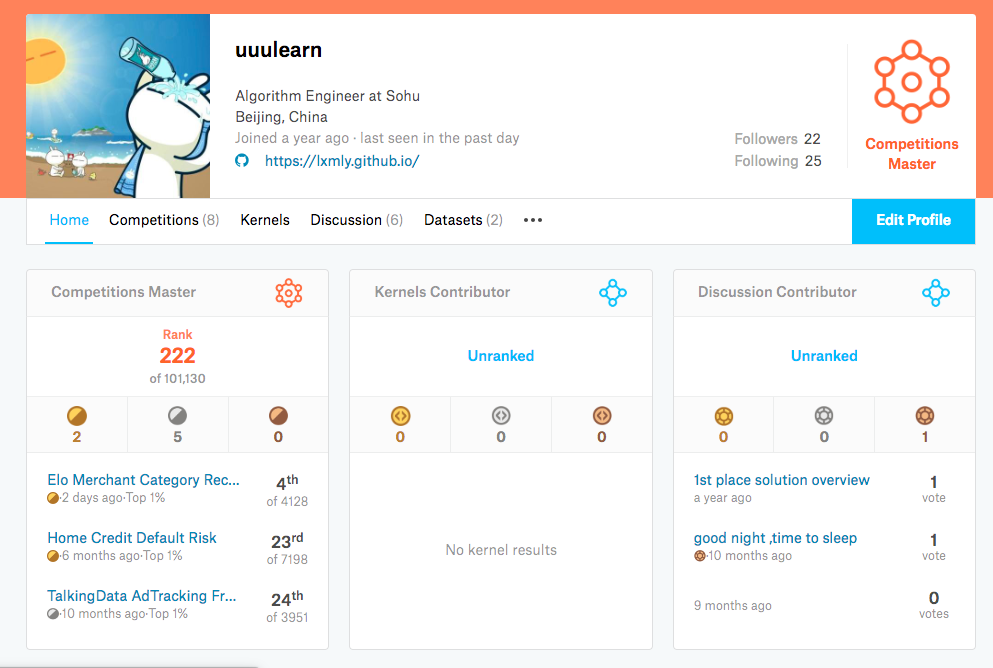 uuulearn
Algorithm Engineer at Sohu
Beijing, China
Joined a year ago · last seen in the past day
https://lxmly.github.io/
Followers 22
Following 25
Competitions
Master
Home Competitions (8) Kernels Discussion (6) Datasets (2) •••
Edit Profile
Competitions Master
Rank
222
of 101,130
2 5 0
Elo Merchant Category Rec... 4th
2 days ago·Top 1% of 4128
Home Credit Default Risk 23rd
6 months ago·Top 1% of 7198
TalkingData AdTracking Fr... 24th
10 months ago·Top 1% of 3951
Kernels Contributor
Unranked
0 0 0
No kernel results
Discussion Contributor
Unranked
0 0 1
1st place solution overview 1
a year ago vote
good night ,time to sleep 1
10 months ago vote
9 months ago 0
votes